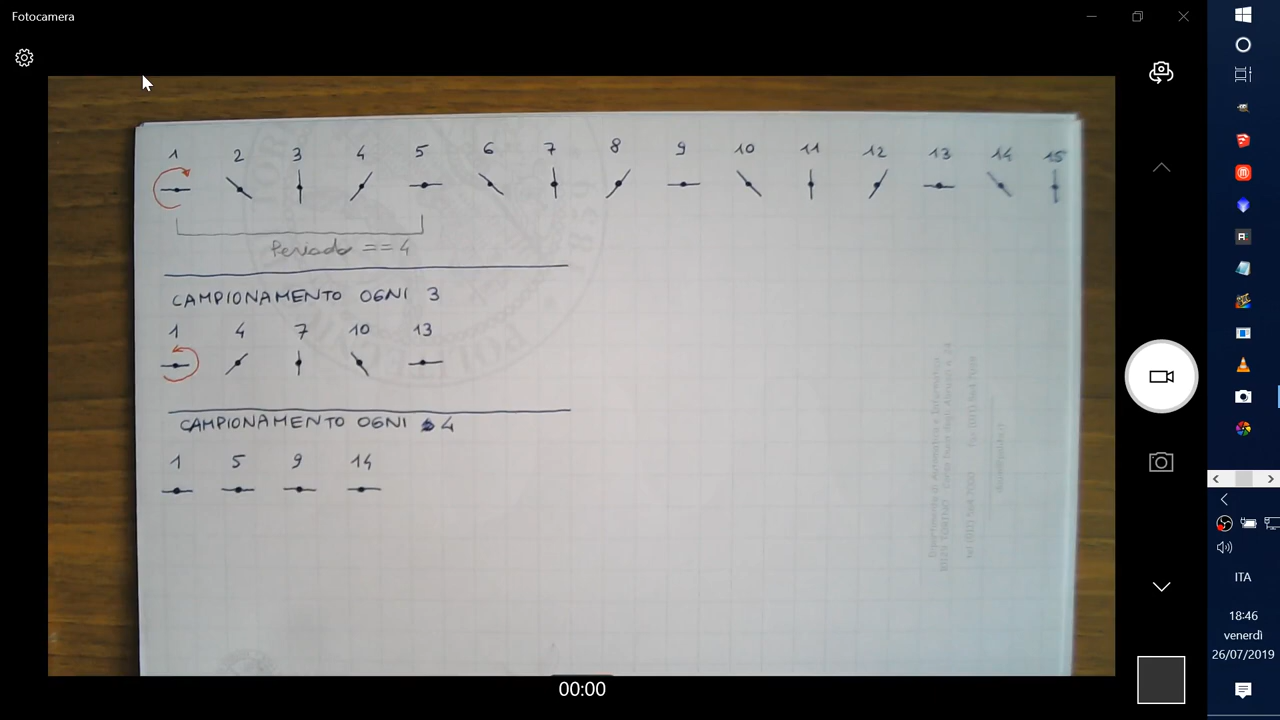 Fotocamera
1 2 3 4 5 6 7 8 9 10 11 12 13 14 15
Periodo == 4
CAMPIONAMENTO OGNI 3
1 4 7 10 13
CAMPIONAMENTO OGNI 4
1 5 9 14
00:00
ITA
18:46
venerdì
26/07/2019